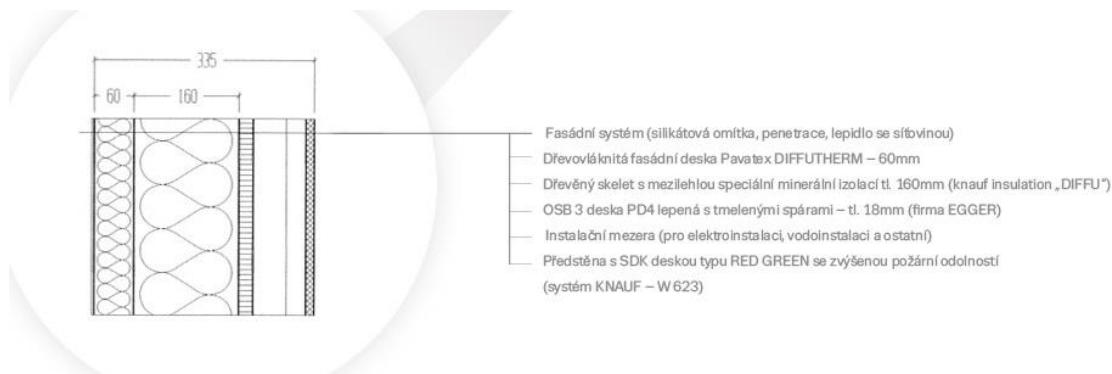 335
60 160
Fasádní systém (silikátová omítka, penetrace, lepidlo se síťovinou)
Dřevovláknitá fasádní deska Pavatex DIFFUTHERM – 60mm
Dřevěný skelet s mezilehlou speciální minerální izolací tl. 160mm (knauf insulation „DIFFU“)
OSB 3 deska PD4 lepená s tmelenými spárami – tl. 18mm (firma EGGER)
Instalační mezera (pro elektroinstalaci, vodoinstalaci a ostatní)
Předstěna s SDK deskou typu RED GREEN se zvýšenou požární odolností
(systém KNAUF – W 623)